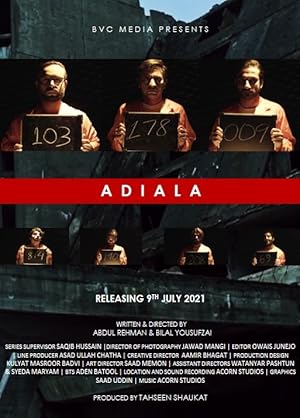 BVC MEDIA PRESENTS
103 178 009
ADIALA
RELEASING 9TH JULY 2021
WRITTEN & DIRECTED BY
ABDUL REHMAN & BILAL YOUSUFZAI
SERIES SUPERVISOR SAQIB HUSSAIN |DIRECTOR OF PHOTOGRAPHY JAWAD MANGI | EDITOR OWAIS JUNEJO
| LINE PRODUCER ASAD ULLAH CHATHA | CREATIVE DIRECTOR AAMIR BHAGAT | PRODUCTION DESIGN
KULYAT MASROOR BADVI | ART DIRECTOR SAAD MEMON | ASSISTANT DIRECTORS WATANYAR PASHTUN
& SYEDA MARYAM | BTS ADEN BATOOL | LOCATION AND SOUND RECORDING ACORN STUDIOS | GRAPHICS
SAAD UDDIN | MUSIC ACORN STUDIOS
PRODUCED BY TAHSEEN SHAUKAT